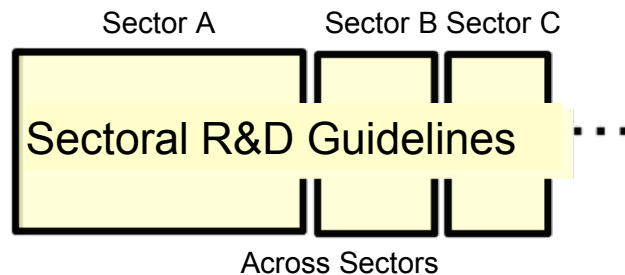 Sector A Sector B Sector C
Sectoral R&D Guidelines
...
Across Sectors